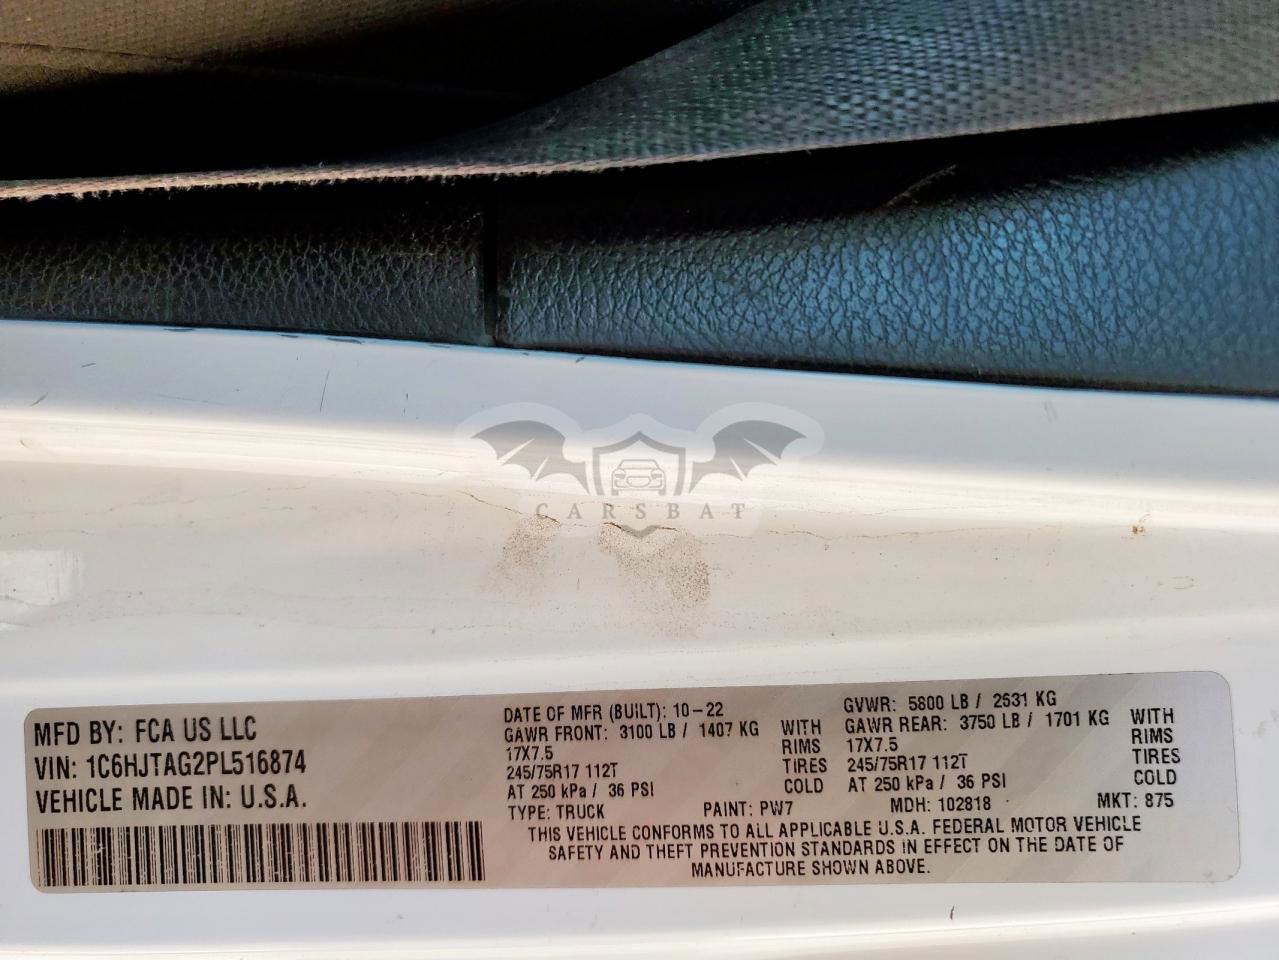 CARSBAT
MFD BY: FCA US LLC
VIN: 1C6HJTAG2PL516874
VEHICLE MADE IN: U.S.A.
DATE OF MFR (BUILT): 10-22
GAWR FRONT: 3100 LB / 1407 KG WITH
17X7.5 RIMS
245/75R17 112T TIRES
AT 250 kPa / 36 PSI COLD
GVWR: 5800 LB / 2631 KG
GAWR REAR: 3750 LB / 1701 KG WITH
17X7.5 RIMS
245/75R17 112T TIRES
AT 250 kPa / 36 PSI COLD
TYPE: TRUCK PAINT: PW7 MDH: 102818 MKT: 875
THIS VEHICLE CONFORMS TO ALL APPLICABLE U.S.A. FEDERAL MOTOR VEHICLE
SAFETY AND THEFT PREVENTION STANDARDS IN EFFECT ON THE DATE OF
MANUFACTURE SHOWN ABOVE.